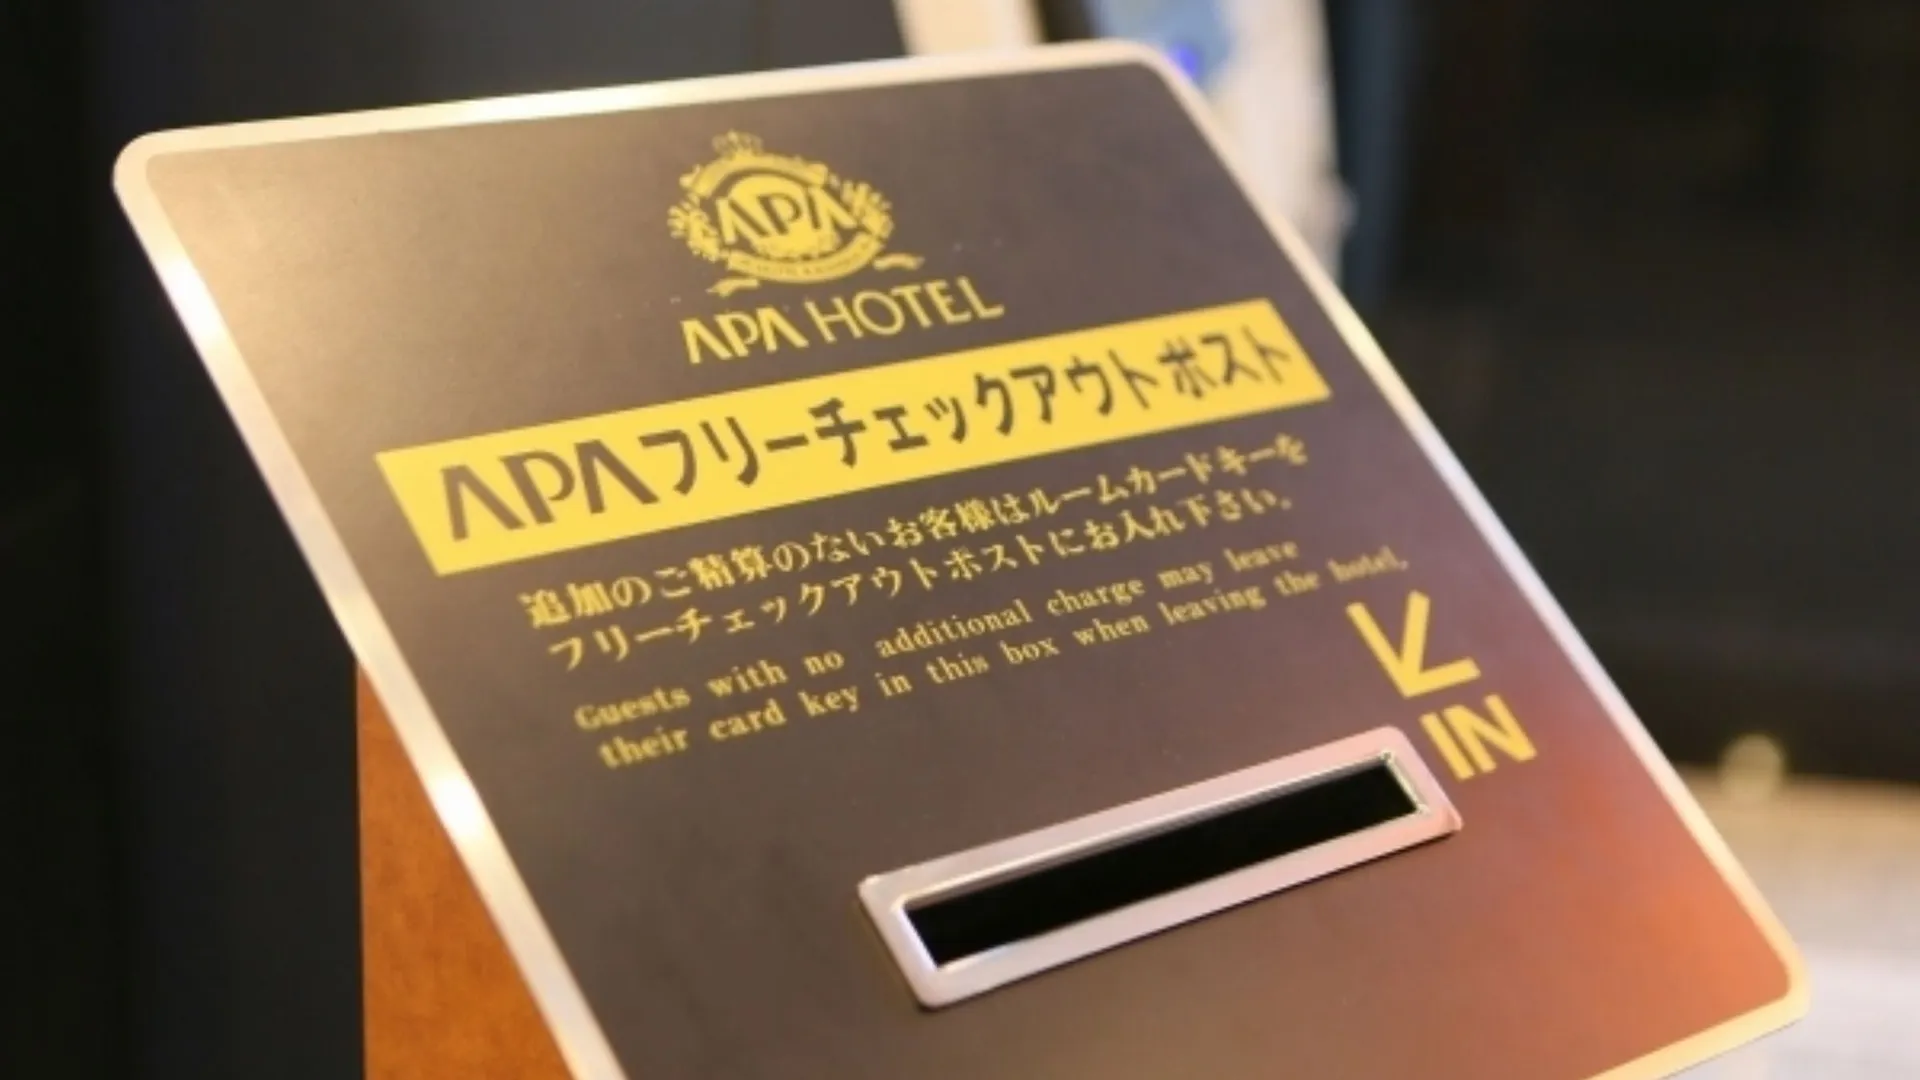 APA
APA HOTEL
APAフリーチェックアウトポスト
追加のご精算のないお客様はルームカードキーを
フリーチェックアウトポストにお入れ下さい。
Guests with no additional charge may leave
their card key in this box when leaving the hotel.
IN